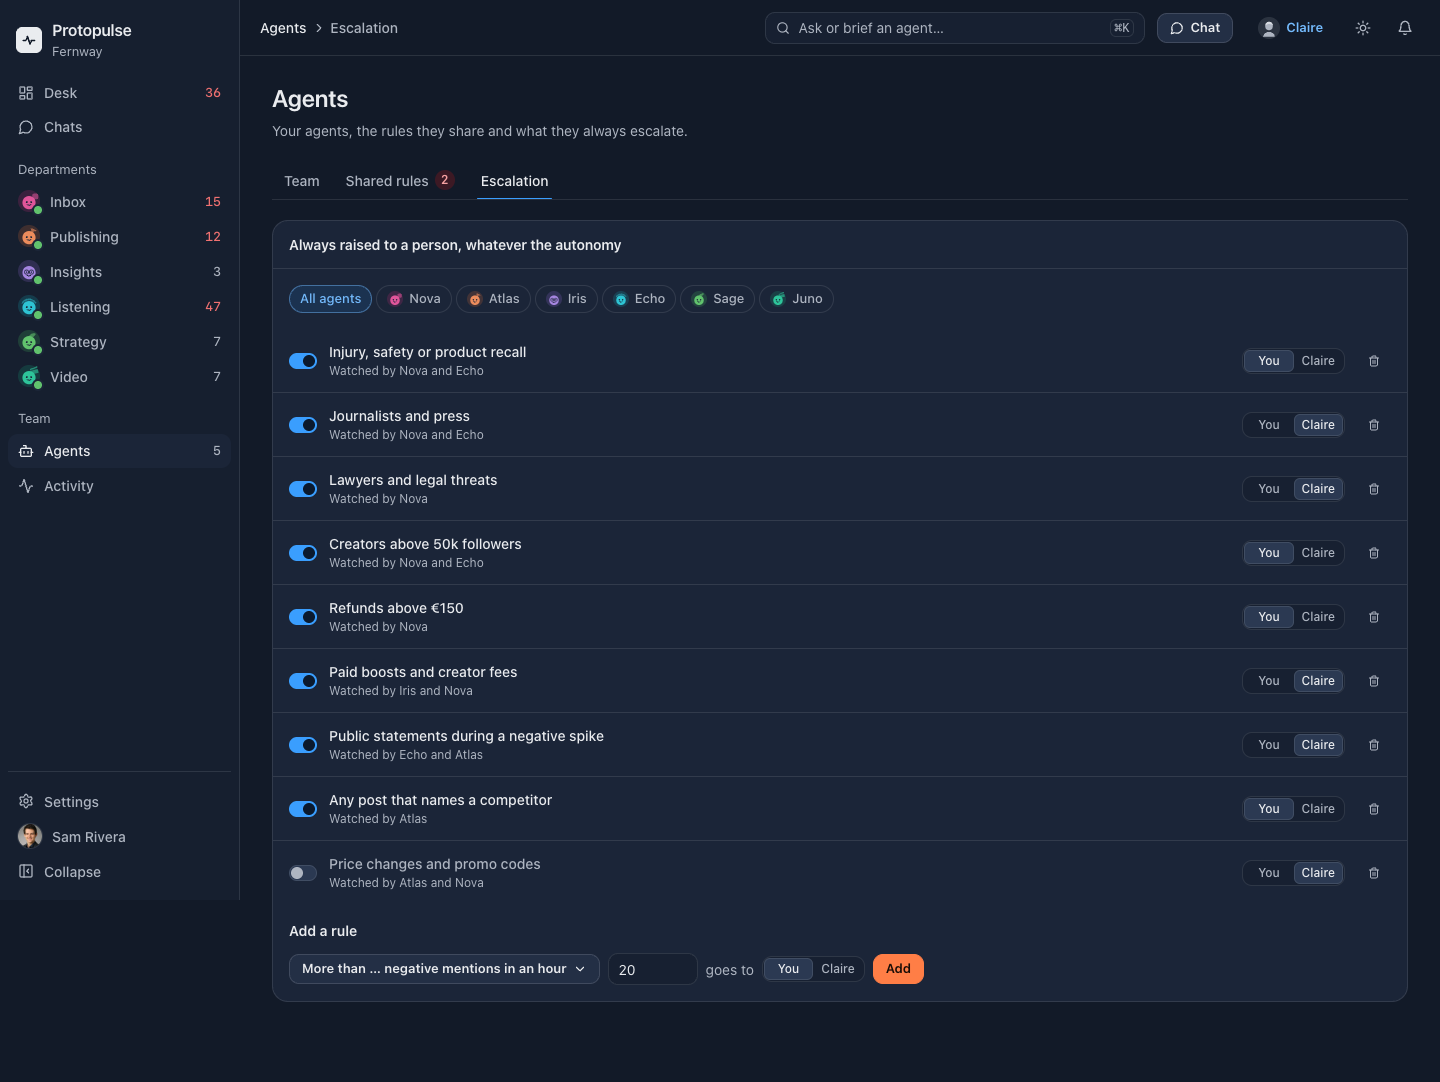 Protopulse
Fernway
Desk 36
Chats
Departments
Inbox 15
Publishing 12
Insights 3
Listening 47
Strategy 7
Video 7
Team
Agents 5
Activity
Settings
Sam Rivera
Collapse
Agents > Escalation
Ask or brief an agent... ⌘K
Chat
Claire
Agents
Your agents, the rules they share and what they always escalate.
Team Shared rules 2 Escalation
Always raised to a person, whatever the autonomy
All agents Nova Atlas Iris Echo Sage Juno
Injury, safety or product recall
Watched by Nova and Echo
You Claire
Journalists and press
Watched by Nova and Echo
You Claire
Lawyers and legal threats
Watched by Nova
You Claire
Creators above 50k followers
Watched by Nova and Echo
You Claire
Refunds above €150
Watched by Nova
You Claire
Paid boosts and creator fees
Watched by Iris and Nova
You Claire
Public statements during a negative spike
Watched by Echo and Atlas
You Claire
Any post that names a competitor
Watched by Atlas
You Claire
Price changes and promo codes
Watched by Atlas and Nova
You Claire
Add a rule
More than ... negative mentions in an hour 20 goes to You Claire Add